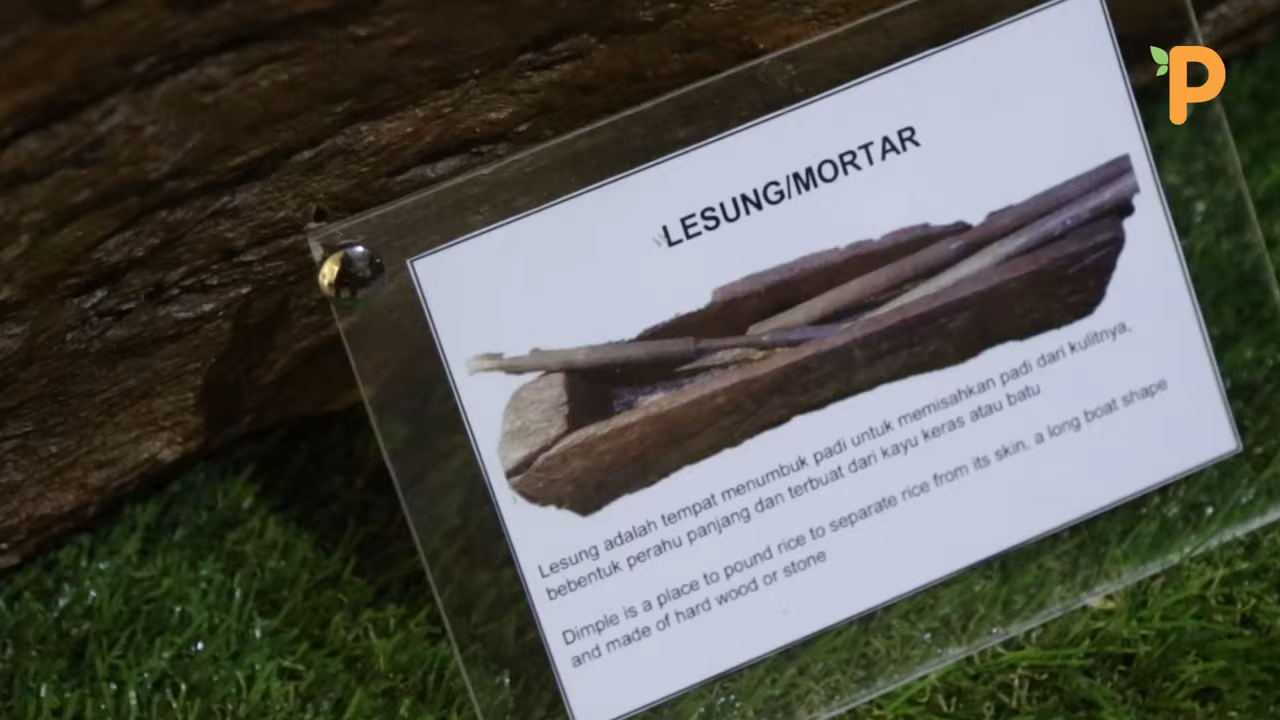 P
LESUNG/MORTAR
Lesung adalah tempat menumbuk padi untuk memisahkan padi dari kulitnya,
bebentuk perahu panjang dan terbuat dari kayu keras atau batu
Dimple is a place to pound rice to separate rice from its skin, a long boat shape
and made of hard wood or stone